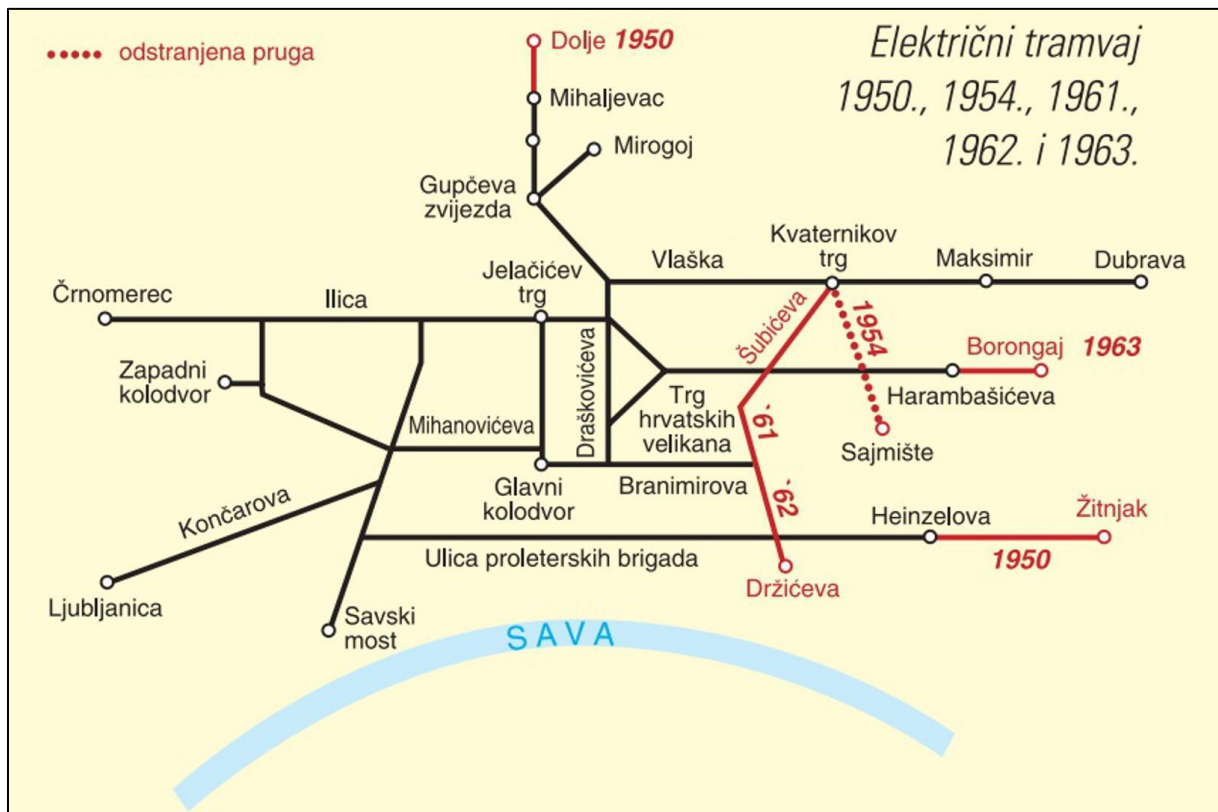 odstranjena pruga
Električni tramvaj
1950., 1954., 1961.,
1962. i 1963.
Dolje 1950
Mihaljevac
Mirogoj
Gupčeva
zvijezda
Kvaternikov
trg
Vlaška
Maksimir
Dubrava
Jelačićev
trg
Črnomerec
Ilica
Šubićeva
1954
Borongaj 1963
Zapadni
kolodvor
Draškovićeva
Trg
hrvatskih
velikana
Harambašićeva
Mihanovićeva
`61
Sajmište
Glavni
kolodvor
Branimirova
`62
Končarova
Heinzelova
Žitnjak
Ulica proleterskih brigada
1950
Držićeva
Ljubljanica
Savski
most
SAVA